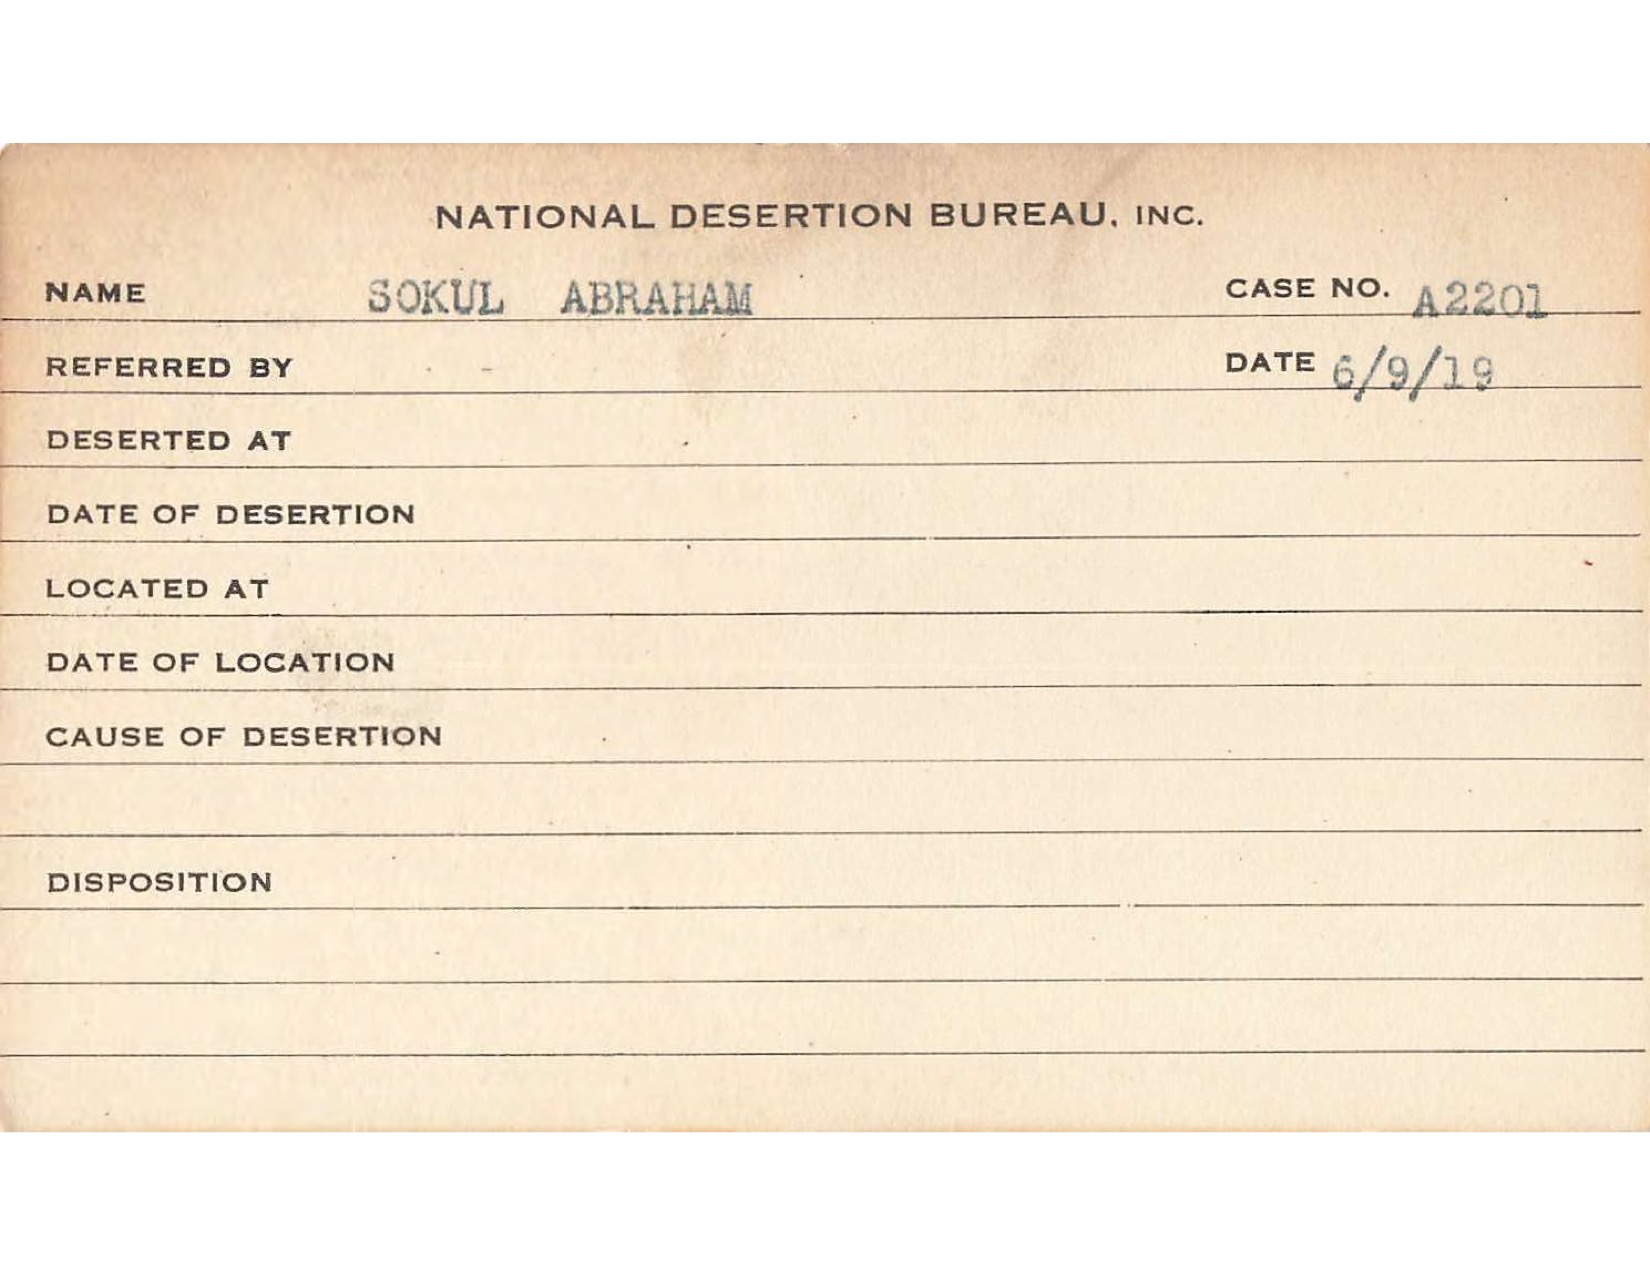 NATIONAL DESERTION BUREAU, INC.
NAME SOKUL ABRAHAM CASE NO. A2201
REFERRED BY DATE 6/9/19
DESERTED AT
DATE OF DESERTION
LOCATED AT
DATE OF LOCATION
CAUSE OF DESERTION
DISPOSITION